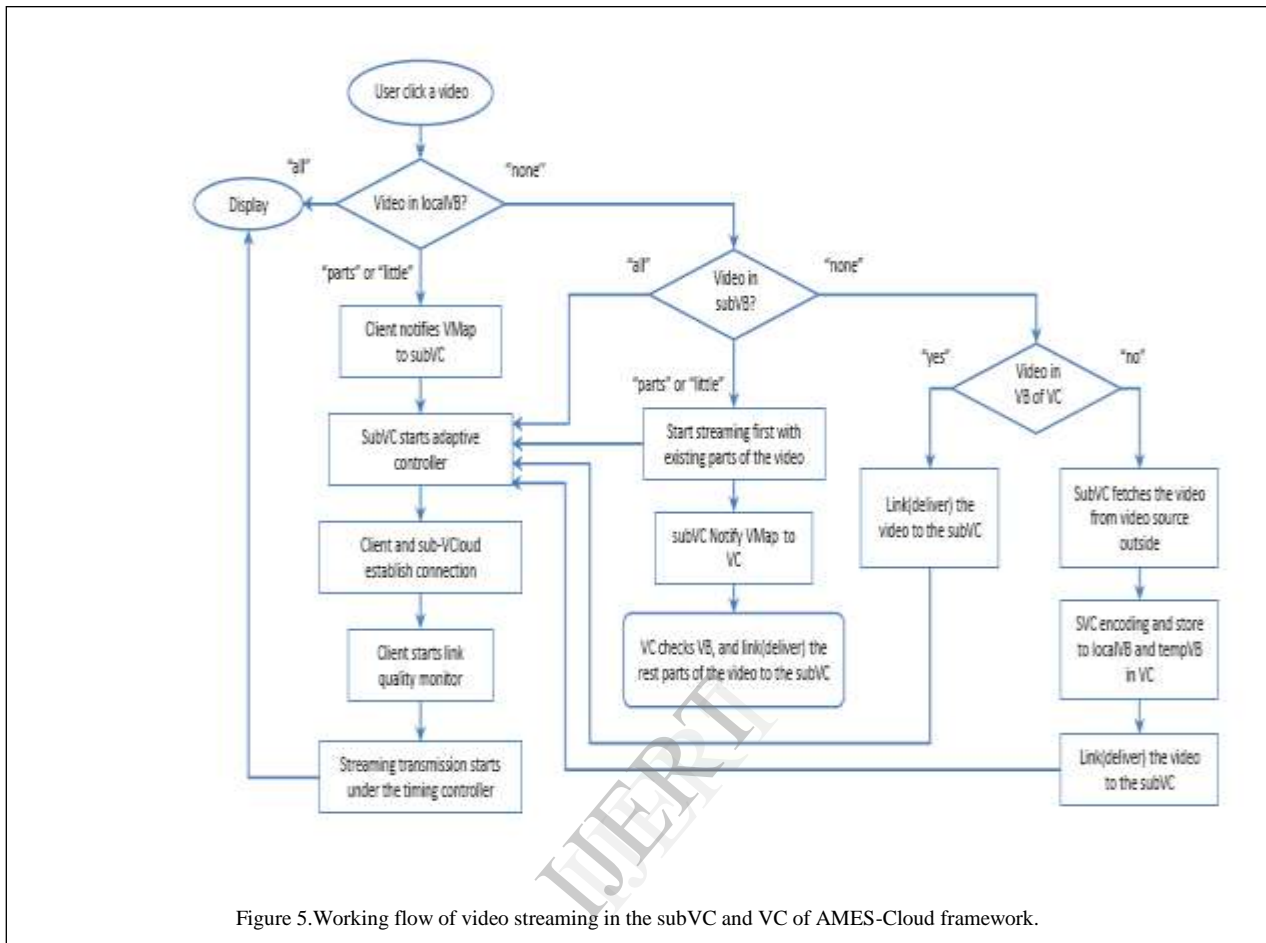 User click a video
"all"
"none"
Display
Video in localVB?
"parts" or "little"
"all"
Video in
subVB?
"none"
Client notifies VMap
to subVC
"yes"
Video in
VB of VC
"no"
"parts" or "little"
SubVC starts adaptive
controller
Start streaming first with
existing parts of the video
Link(deliver) the
video to the subVC
SubVC fetches the video
from video source
outside
Client and sub-VCloud
establish connection
subVC Notify VMap to
VC
SVC encoding and store
to localVB and tempVB
in VC
Client starts link
quality monitor
VC checks VB, and link(deliver) the
rest parts of the video to the subVC
Streaming transmission starts
under the timing controller
Link(deliver) the video
to the subVC
IJERT
Figure 5.Working flow of video streaming in the subVC and VC of AMES-Cloud framework.